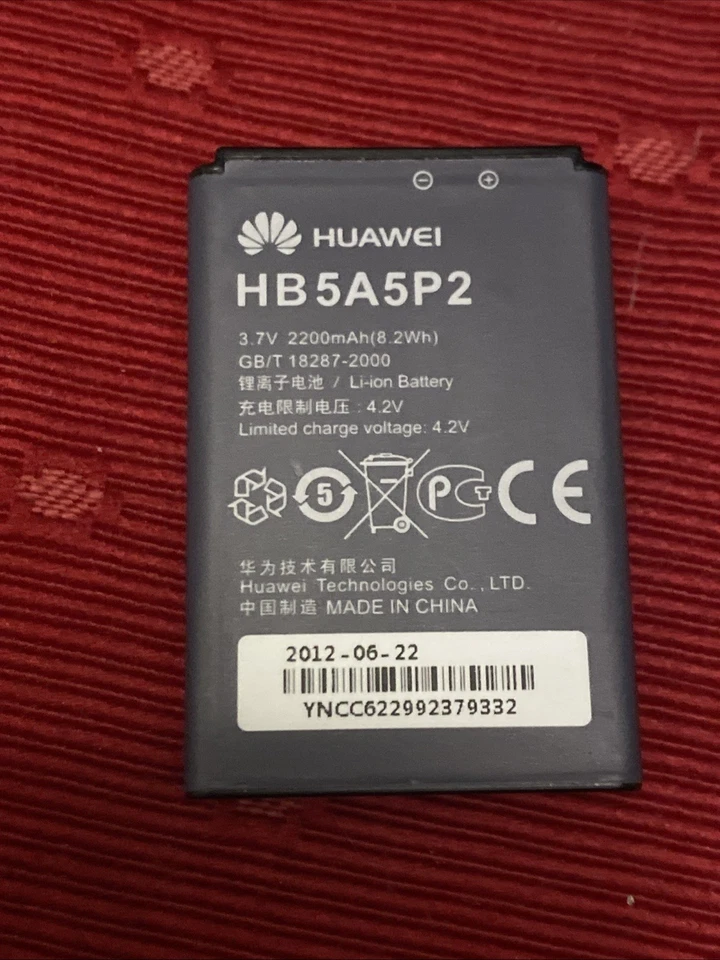 HUAWEI
HB5A5P2
3.7V 2200mAh(8.2Wh)
GB/T 18287-2000
锂离子电池 / Li-ion Battery
充电限制电压 : 4.2V
Limited charge voltage: 4.2V
5 PCT CE
华为技术有限公司
Huawei Technologies Co.,LTD.
中国制造 MADE IN CHINA
2012-06-22
YNCC622992379332